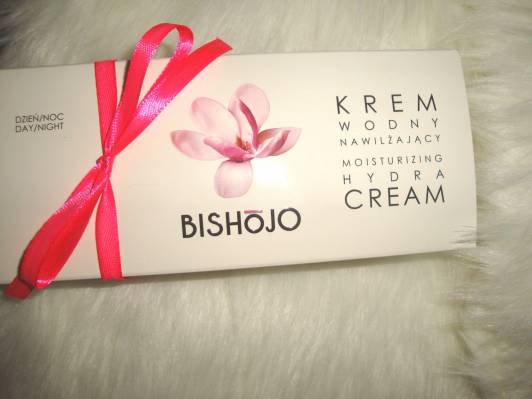 DZIEŃ/NOC
DAY/NIGHT
BISHŌJO
KREM
WODNY
NAWILŻAJĄCY
MOISTURIZING
HYDRA
CREAM